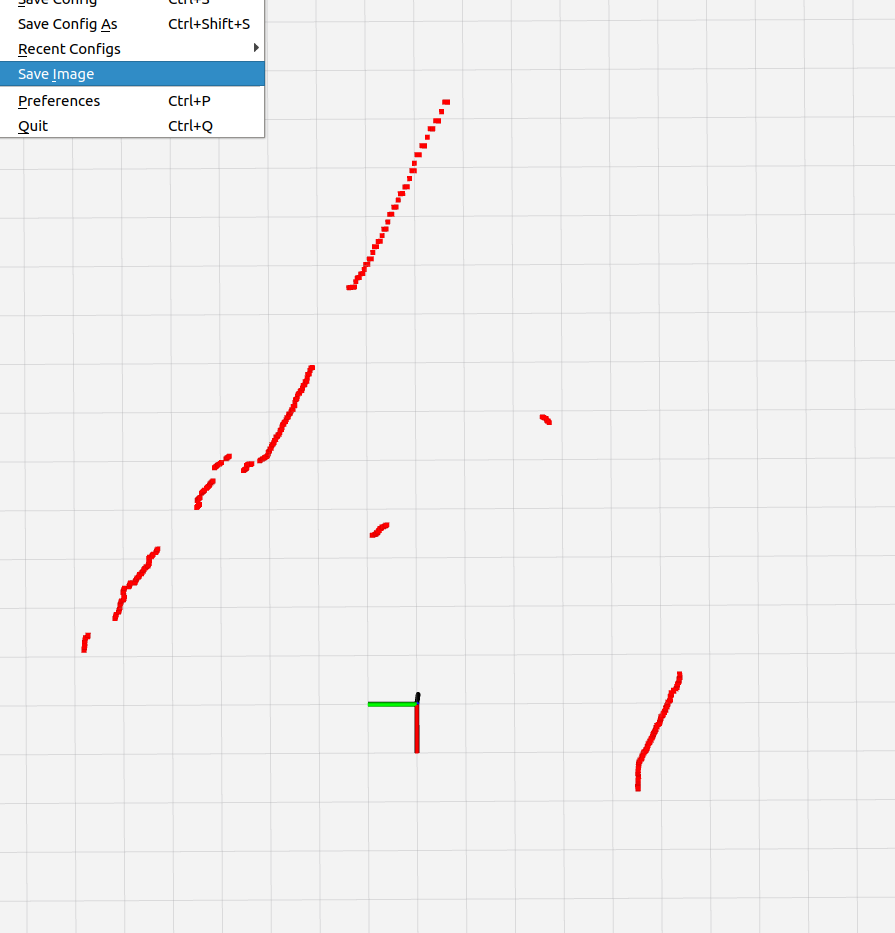 Save Config Ctrl+S
Save Config As Ctrl+Shift+S
Recent Configs
Save Image
Preferences Ctrl+P
Quit Ctrl+Q